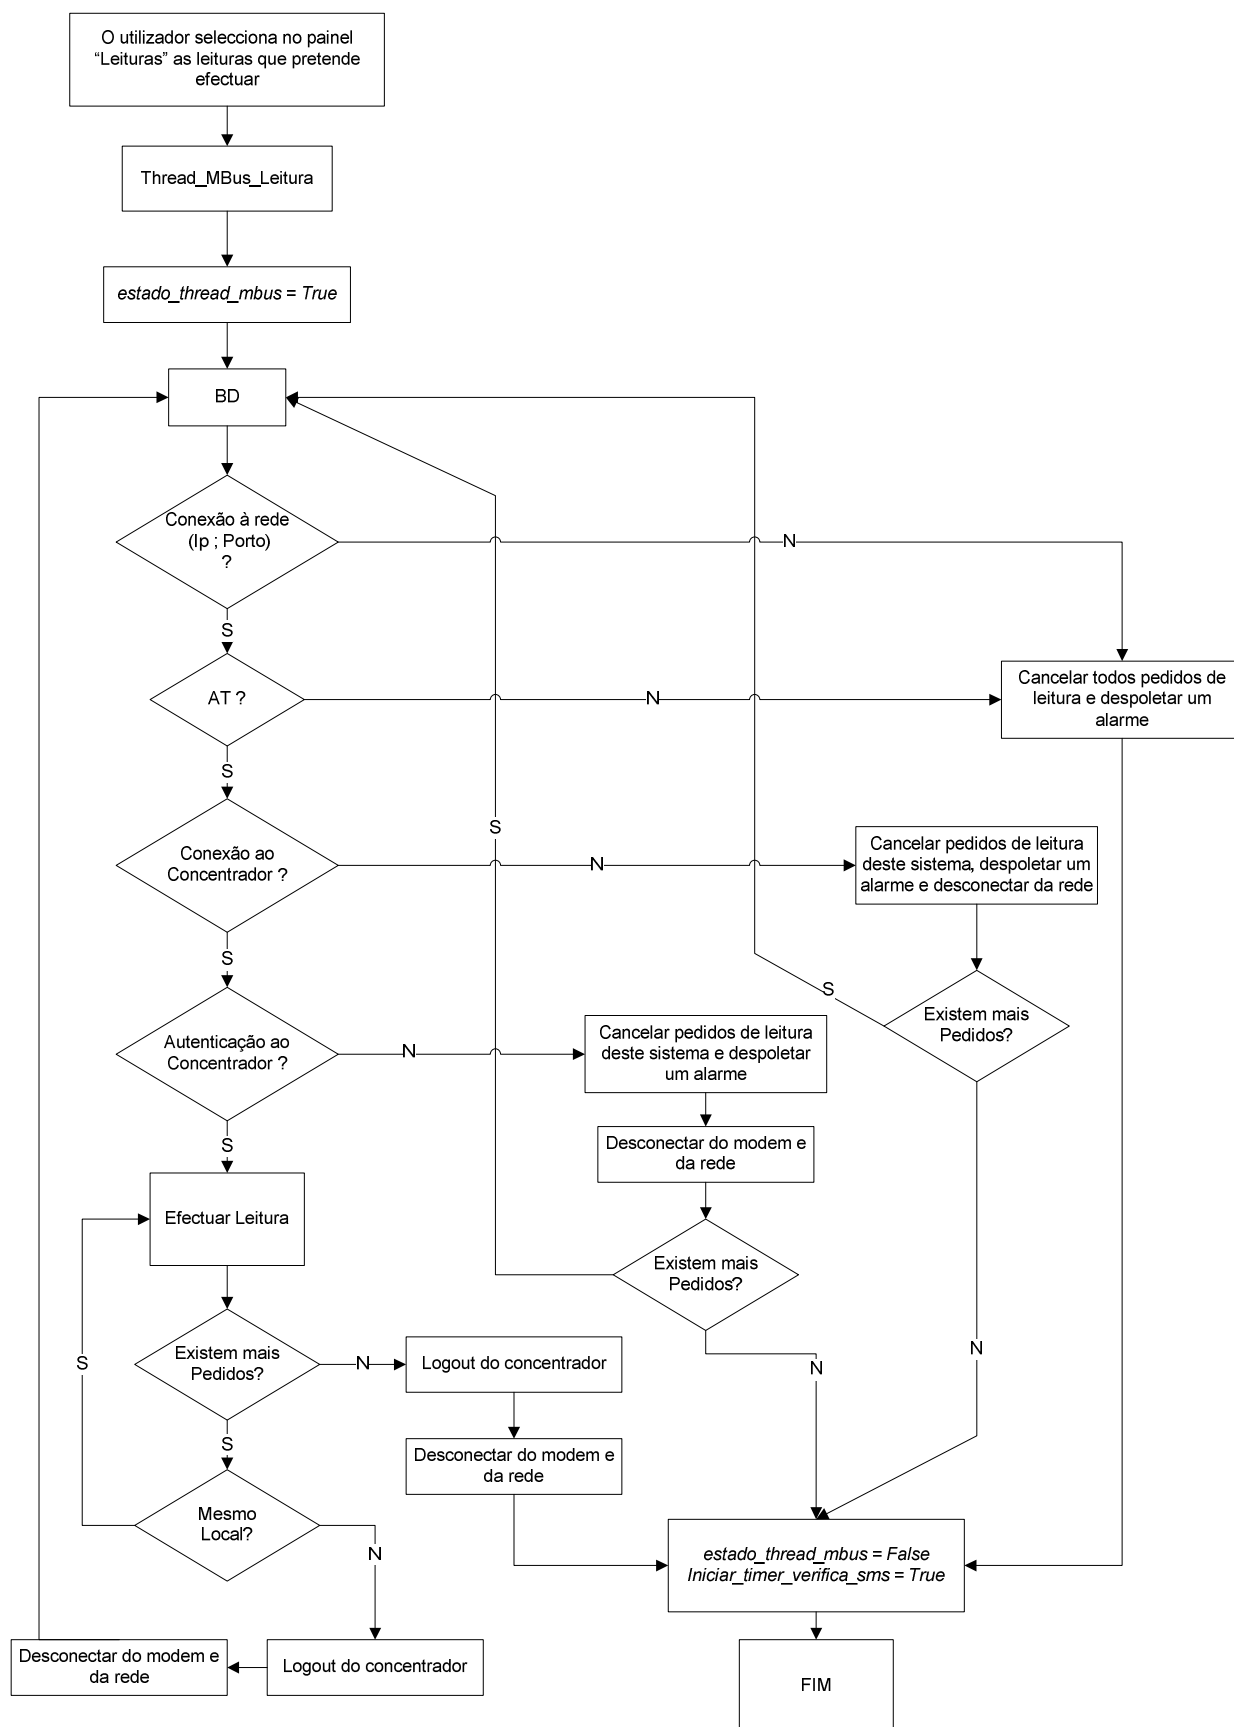 O utilizador selecciona no painel
“Leituras” as leituras que pretende
efectuar
Thread_MBus_Leitura
estado_thread_mbus = True
BD
Conexão à rede
(Ip ; Porto)
?
N
S
AT ?
N
Cancelar todos pedidos de
leitura e despoletar um
alarme
S
Conexão ao
Concentrador ?
N
Cancelar pedidos de leitura
deste sistema, despoletar um
alarme e desconectar da rede
S
S
S
Existem mais
Pedidos?
N
Autenticação ao
Concentrador ?
N
Cancelar pedidos de leitura
deste sistema e despoletar
um alarme
Desconectar do modem e
da rede
Existem mais
Pedidos?
N
S
Efectuar Leitura
Existem mais
Pedidos?
N
Logout do concentrador
Desconectar do modem e
da rede
S
S
Mesmo
Local?
N
Logout do concentrador
Desconectar do modem e
da rede
estado_thread_mbus = False
Iniciar_timer_verifica_sms = True
FIM